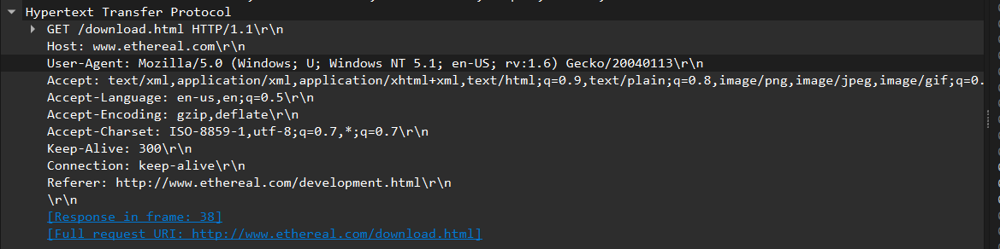 Hypertext Transfer Protocol
GET /download.html HTTP/1.1\r\n
Host: www.ethereal.com\r\n
User-Agent: Mozilla/5.0 (Windows; U; Windows NT 5.1; en-US; rv:1.6) Gecko/20040113\r\n
Accept: text/xml,application/xml,application/xhtml+xml,text/html;q=0.9,text/plain;q=0.8,image/png,image/jpeg,image/gif;q=0.
Accept-Language: en-us,en;q=0.5\r\n
Accept-Encoding: gzip,deflate\r\n
Accept-Charset: ISO-8859-1,utf-8;q=0.7,*;q=0.7\r\n
Keep-Alive: 300\r\n
Connection: keep-alive\r\n
Referer: http://www.ethereal.com/development.html\r\n
\r\n
[Response in frame: 38]
[Full request URI: http://www.ethereal.com/download.html]